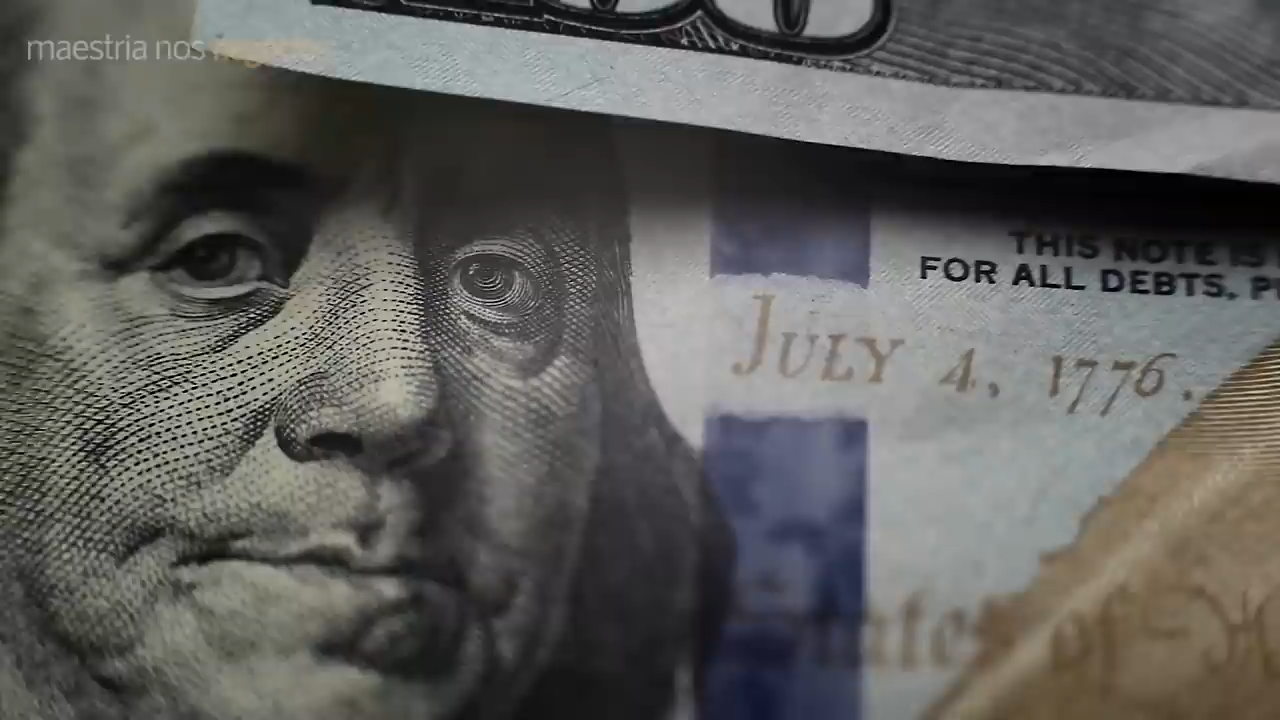 maestria nos
THIS NOTE IS
FOR ALL DEBTS, P
JULY 4, 1776.